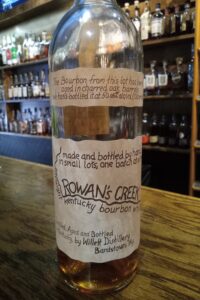 The Bourbon from this lot has been
aged in charred oak barrels
made and bottled by hand
in small lots, one batch at a
ROWAN's CREEK
Kentucky bourbon
Aged and Bottled
by Willett Distillery
Bardstown, Ky